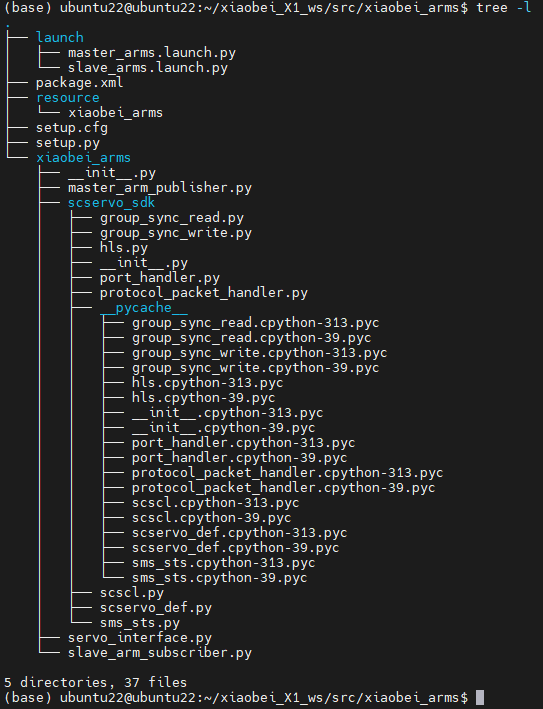 (base) ubuntu22@ubuntu22:~/xiaobei_X1_ws/src/xiaobei_arms$ tree -l
.
├── launch
│   ├── master_arms.launch.py
│   └── slave_arms.launch.py
├── package.xml
├── resource
│   └── xiaobei_arms
├── setup.cfg
├── setup.py
└── xiaobei_arms
    ├── __init__.py
    ├── master_arm_publisher.py
    ├── scservo_sdk
    │   ├── group_sync_read.py
    │   ├── group_sync_write.py
    │   ├── hls.py
    │   ├── __init__.py
    │   ├── port_handler.py
    │   ├── protocol_packet_handler.py
    │   ├── __pycache__
    │   │   ├── group_sync_read.cpython-313.pyc
    │   │   ├── group_sync_read.cpython-39.pyc
    │   │   ├── group_sync_write.cpython-313.pyc
    │   │   ├── group_sync_write.cpython-39.pyc
    │   │   ├── hls.cpython-313.pyc
    │   │   ├── hls.cpython-39.pyc
    │   │   ├── __init__.cpython-313.pyc
    │   │   ├── __init__.cpython-39.pyc
    │   │   ├── port_handler.cpython-313.pyc
    │   │   ├── port_handler.cpython-39.pyc
    │   │   ├── protocol_packet_handler.cpython-313.pyc
    │   │   ├── protocol_packet_handler.cpython-39.pyc
    │   │   ├── scscl.cpython-313.pyc
    │   │   ├── scscl.cpython-39.pyc
    │   │   ├── scservo_def.cpython-313.pyc
    │   │   ├── scservo_def.cpython-39.pyc
    │   │   ├── sms_sts.cpython-313.pyc
    │   │   └── sms_sts.cpython-39.pyc
    │   ├── scscl.py
    │   ├── scservo_def.py
    │   └── sms_sts.py
    ├── servo_interface.py
    └── slave_arm_subscriber.py
5 directories, 37 files
(base) ubuntu22@ubuntu22:~/xiaobei_X1_ws/src/xiaobei_arms$